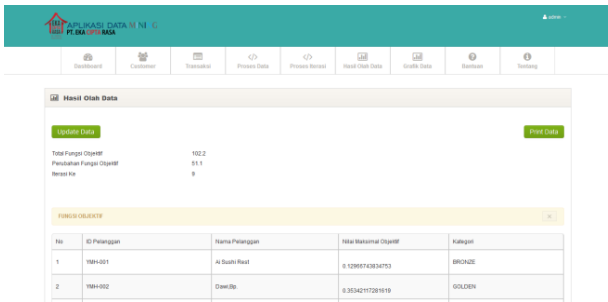 APLIKASI DATA MINING
PT. EKA CIPTA RASA
admin
Dashboard Customer Transaksi Proses Data Proses Iterasi Hasil Olah Data Grafik Data Bantuan Tentang
Hasil Olah Data
Update Data Print Data
Total Fungsi Objektif 102.2
Perubahan Fungsi Objektif 51.1
Iterasi Ke 9
FUNGSI OBJEKTIF x
No ID Pelanggan Nama Pelanggan Nilai Maksimal Objektif Kategori
1 YMH-001 Ai Sushi Rest 0.12965743834753 BRONZE
2 YMH-002 0.35342117281619 GOLDEN